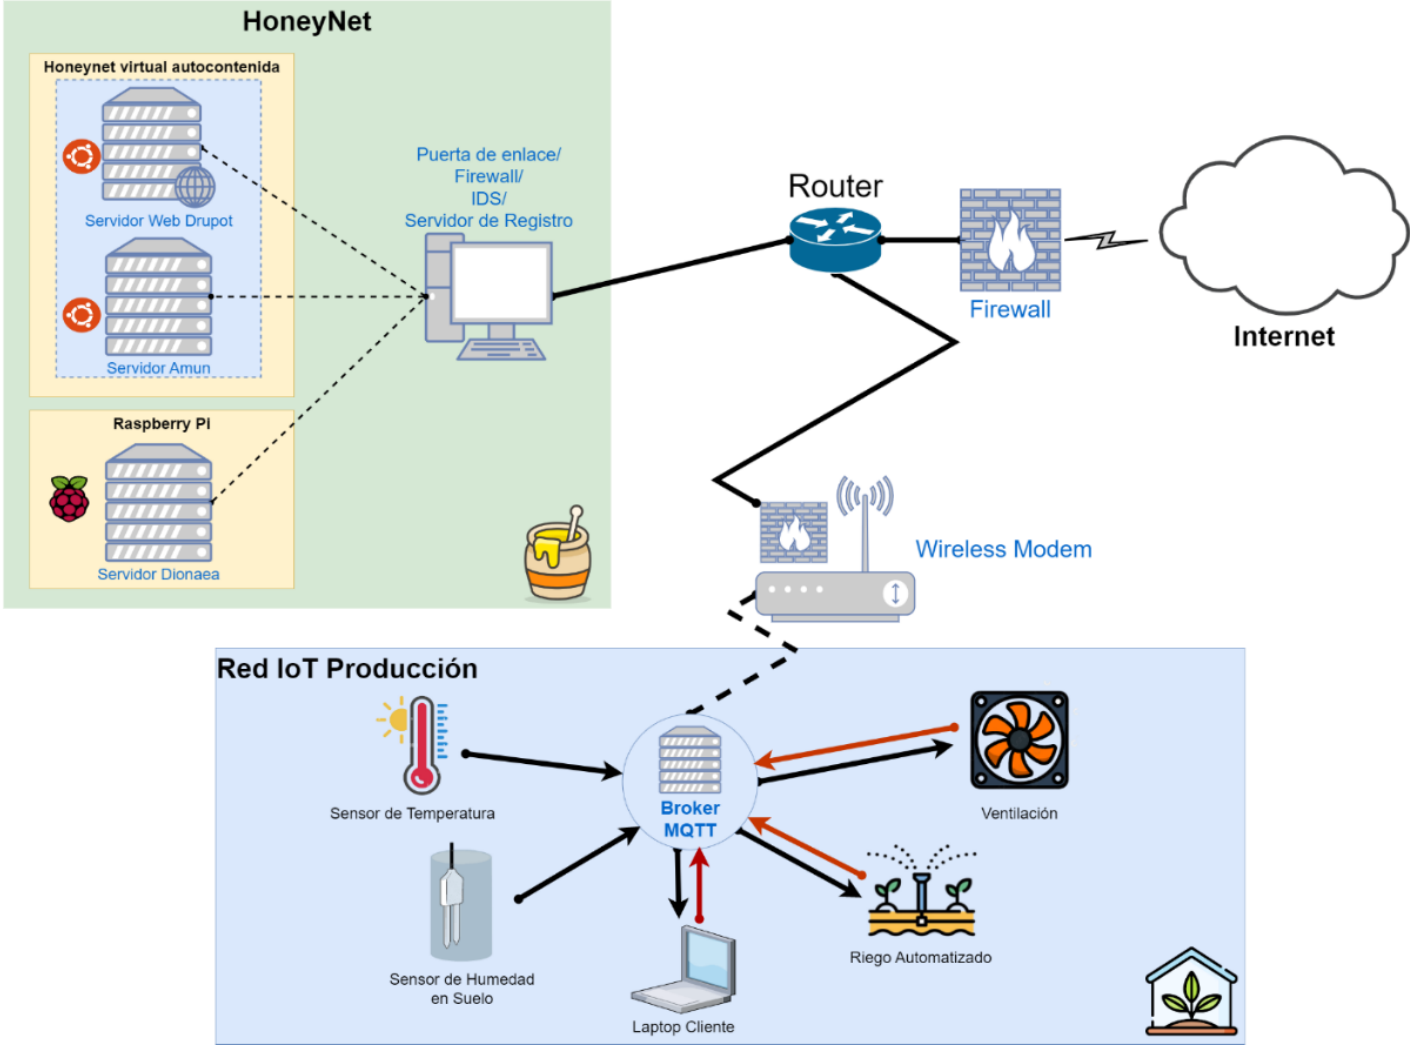 HoneyNet
Honeynet virtual autocontenida
Servidor Web Drupot
Servidor Amun
Raspberry Pi
Servidor Dionaea
Puerta de enlace/
Firewall/
IDS/
Servidor de Registro
Router
Firewall
Internet
Wireless Modem
Red IoT Producción
Sensor de Temperatura
Broker
MQTT
Ventilación
Sensor de Humedad
en Suelo
Laptop Cliente
Riego Automatizado